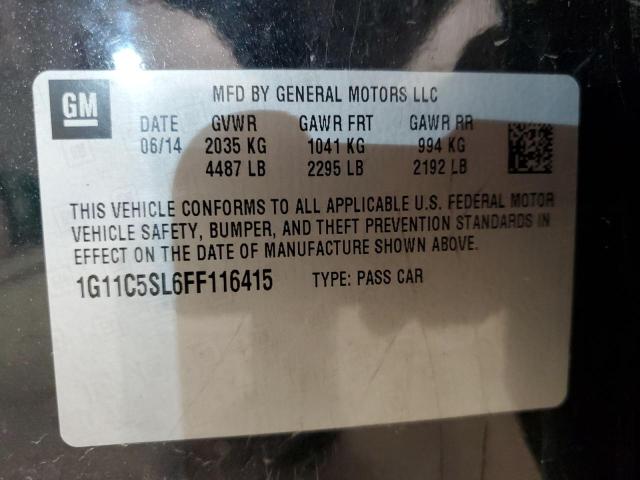 GM
MFD BY GENERAL MOTORS LLC
DATE GVWR GAWR FRT GAWR RR
06/14 2035 KG 1041 KG 994 KG
4487 LB 2295 LB 2192 LB
THIS VEHICLE CONFORMS TO ALL APPLICABLE U.S. FEDERAL MOTOR
VEHICLE SAFETY, BUMPER, AND THEFT PREVENTION STANDARDS IN
EFFECT ON THE DATE OF MANUFACTURE SHOWN ABOVE.
1G11C5SL6FF116415 TYPE: PASS CAR